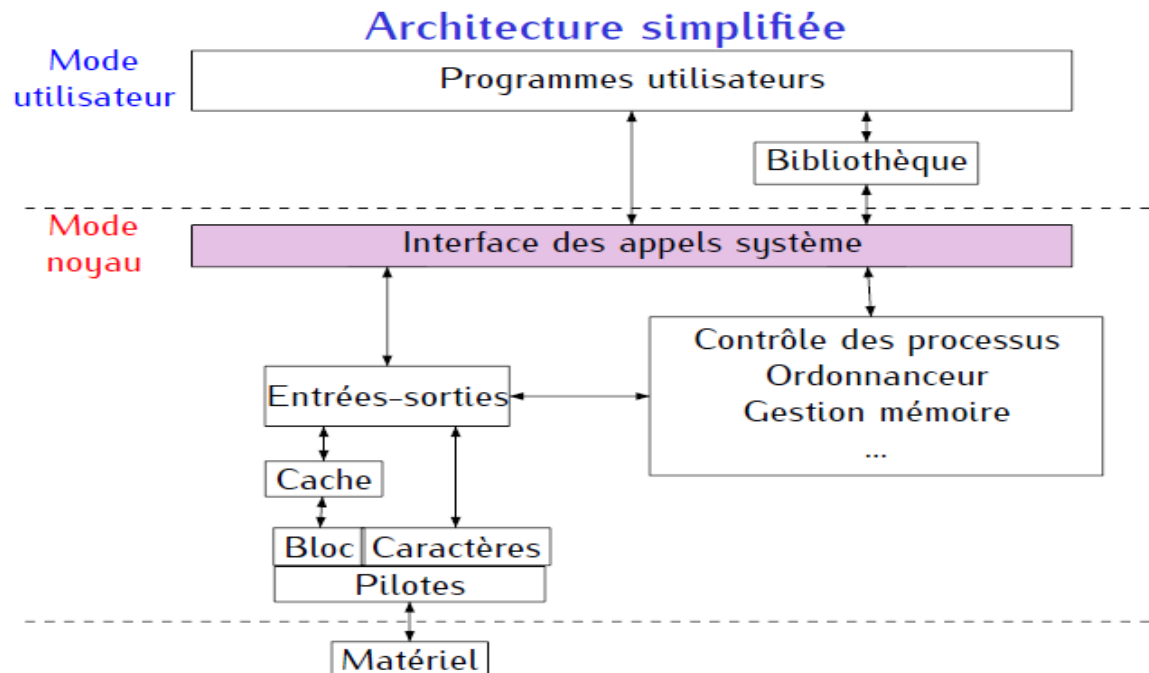 Architecture simplifiée
Mode
utilisateur
Programmes utilisateurs
Bibliothèque
Mode
noyau
Interface des appels système
Contrôle des processus
Ordonnanceur
Gestion mémoire
...
Entrées-sorties
Cache
Bloc
Caractères
Pilotes
Matériel